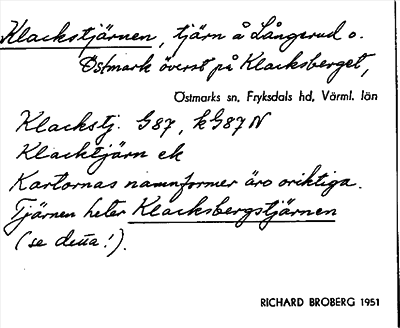 Klackstjärnen, tjärn å Långerud o.
Östmark överst på Klacksberget,
Östmarks sn, Fryksdals hd, Värml. län
Klackstj. G87, kG87N
Klacktjärn ek
Kartornas namnformer äro oriktiga.
Tjärnen heter Klacksbergstjärnen
(se detta!).
RICHARD BROBERG 1951